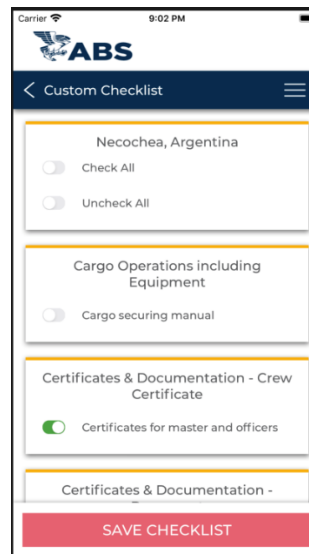 Carrier 9:02 PM
ABS
Custom Checklist
Necochea, Argentina
Check All
Uncheck All
Cargo Operations including
Equipment
Cargo securing manual
Certificates & Documentation - Crew
Certificate
Certificates for master and officers
Certificates & Documentation -
SAVE CHECKLIST